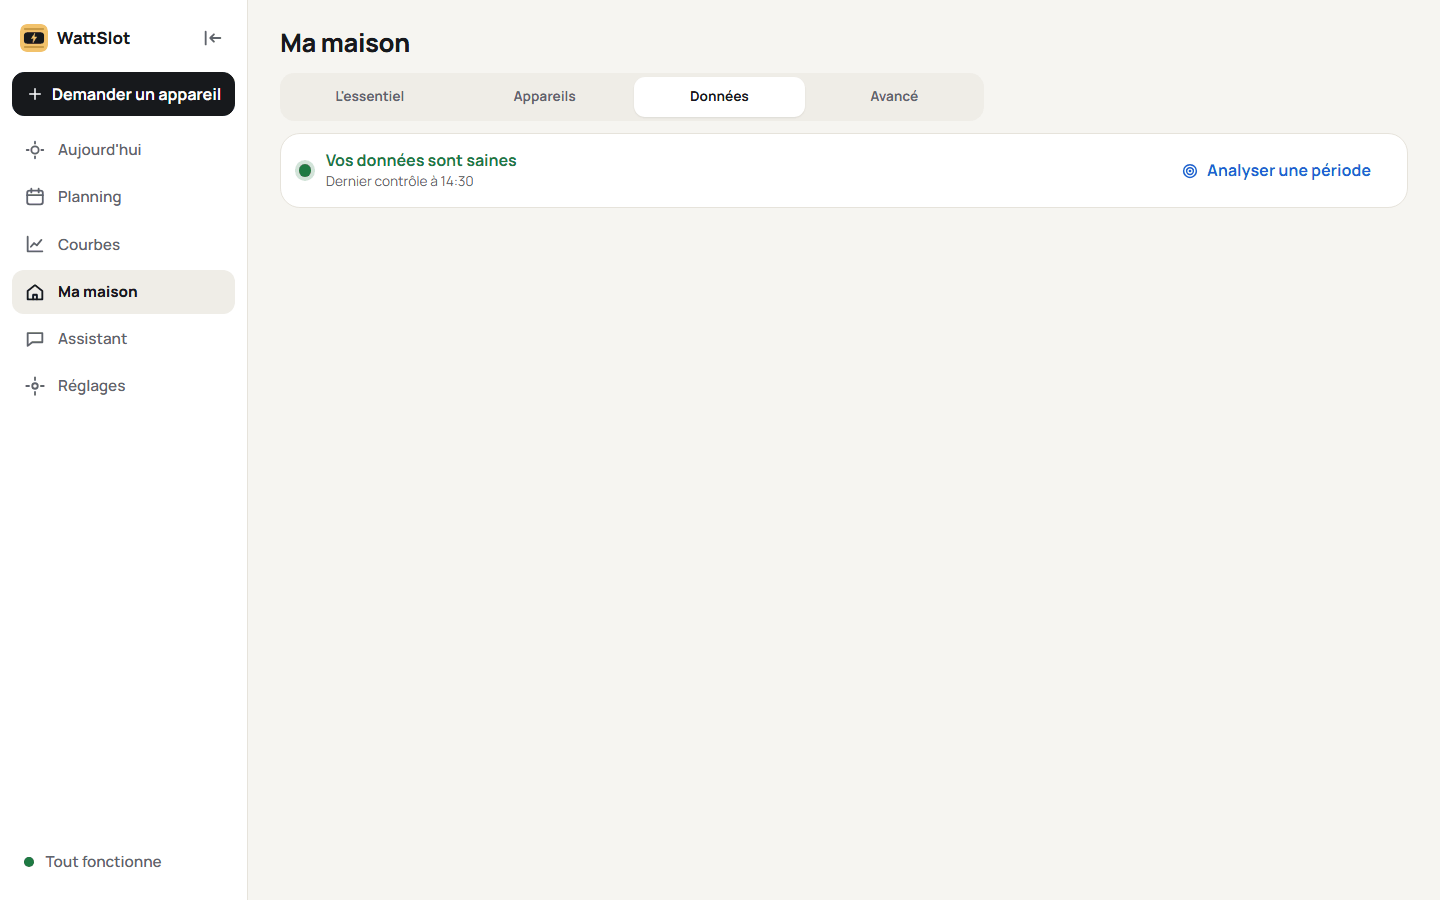 WattSlot
Demander un appareil
Aujourd'hui
Planning
Courbes
Ma maison
Assistant
Réglages
Tout fonctionne
Ma maison
L'essentiel
Appareils
Données
Avancé
Vos données sont saines
Dernier contrôle à 14:30
Analyser une période